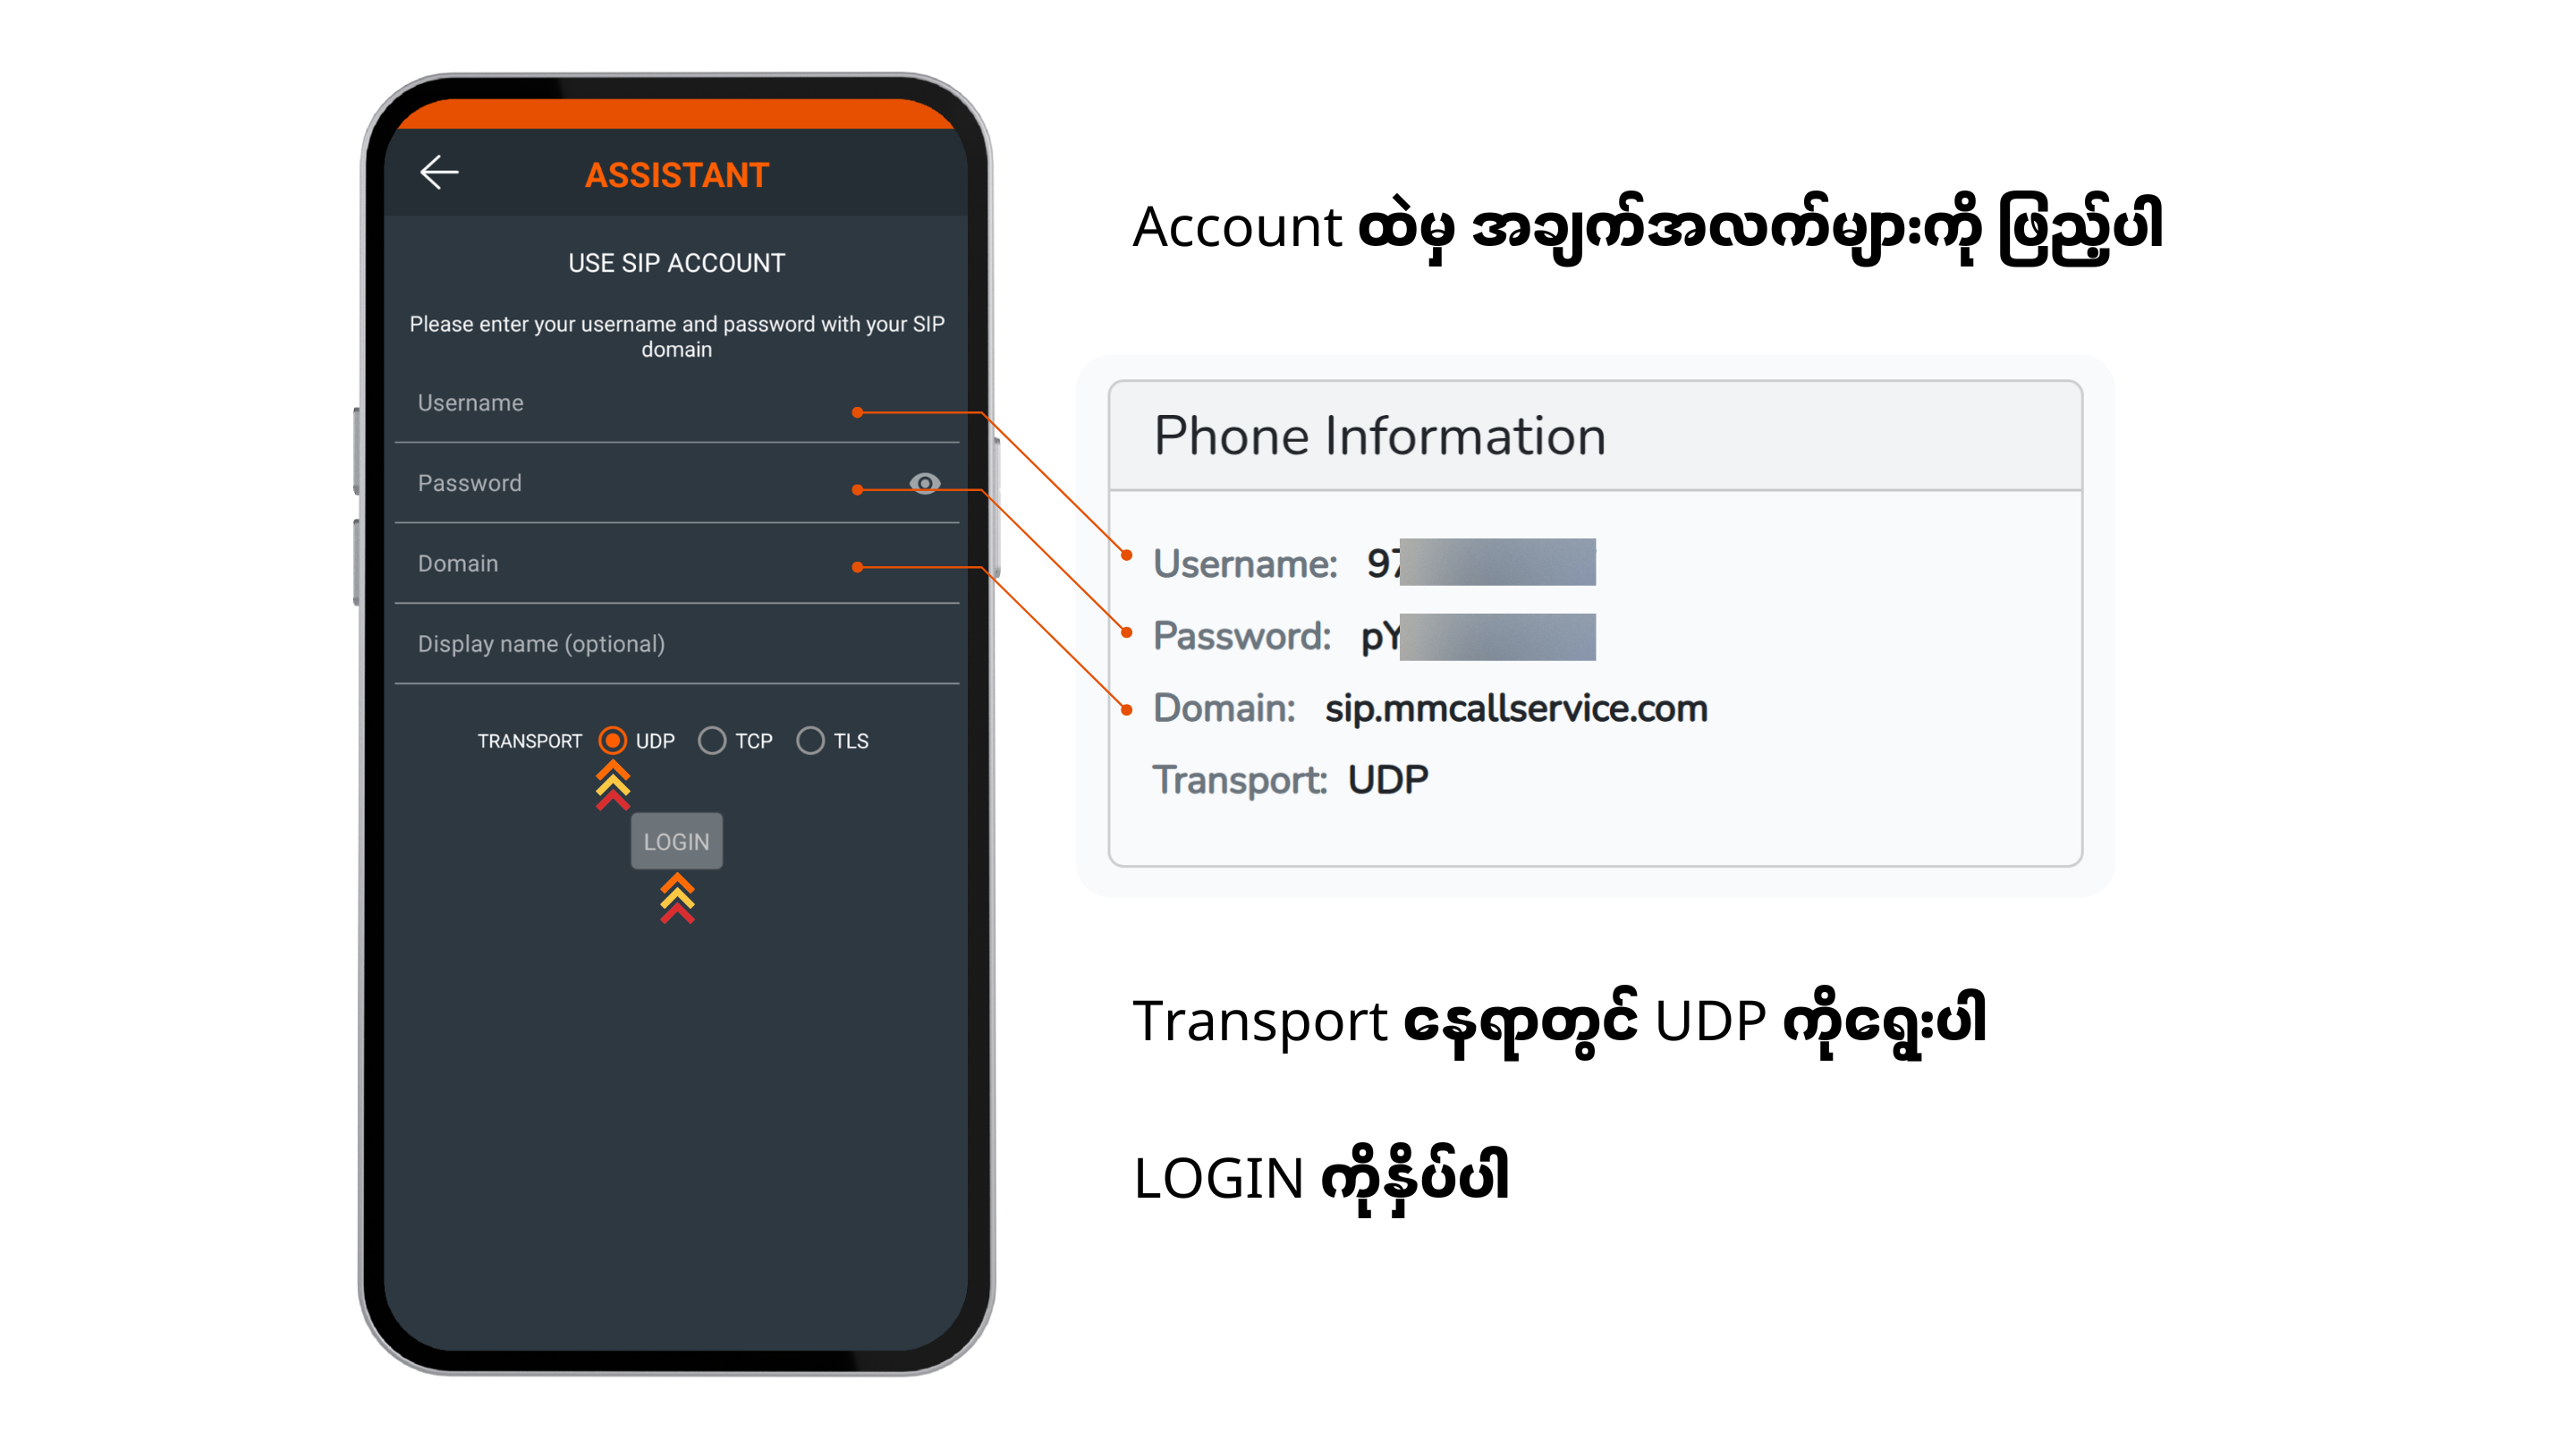 ASSISTANT
USE SIP ACCOUNT
Please enter your username and password with your SIP
domain
Username
Password
Domain
Display name (optional)
TRANSPORT UDP TCP TLS
LOGIN
Account ထဲမှ အချက်အလက်များကို ဖြည့်ပါ
Phone Information
Username: 97
Password: pY
Domain: sip.mmcallservice.com
Transport: UDP
Transport နေရာတွင် UDP ကိုရွေးပါ
LOGIN ကိုနှိပ်ပါ